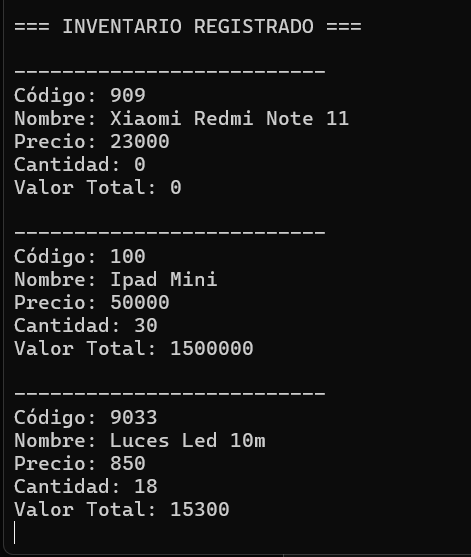 === INVENTARIO REGISTRADO ===
--------------------------
Código: 909
Nombre: Xiaomi Redmi Note 11
Precio: 23000
Cantidad: 0
Valor Total: 0
--------------------------
Código: 100
Nombre: Ipad Mini
Precio: 50000
Cantidad: 30
Valor Total: 1500000
--------------------------
Código: 9033
Nombre: Luces Led 10m
Precio: 850
Cantidad: 18
Valor Total: 15300